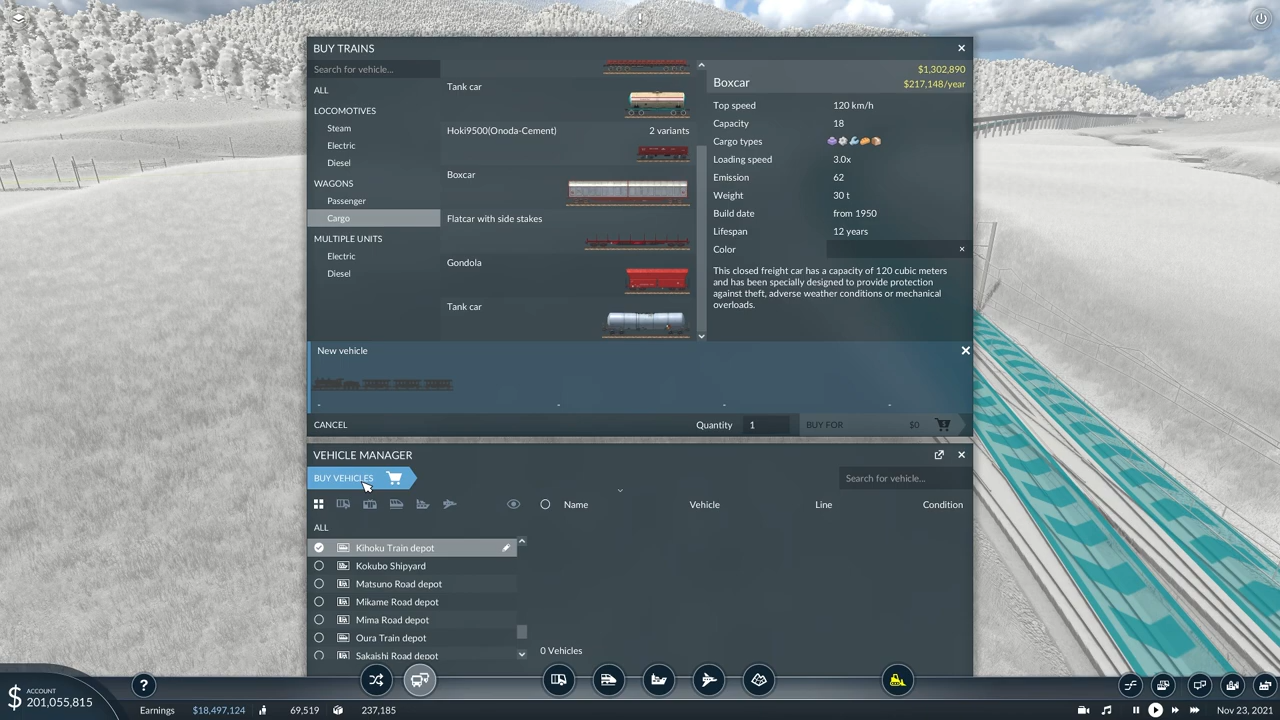 BUY TRAINS
Search for vehicle...
ALL
LOCOMOTIVES
Steam
Electric
Diesel
WAGONS
Passenger
Cargo
MULTIPLE UNITS
Electric
Diesel
Tank car
Hoki9500(Onoda-Cement) 2 variants
Boxcar
Flatcar with side stakes
Gondola
Tank car
$1,302,890
Boxcar $217,148/year
Top speed 120 km/h
Capacity 18
Cargo types
Loading speed 3.0x
Emission 62
Weight 30 t
Build date from 1950
Lifespan 12 years
Color
This closed freight car has a capacity of 120 cubic meters
and has been specially designed to provide protection
against theft, adverse weather conditions or mechanical
overloads.
New vehicle
- - - -
CANCEL Quantity 1 BUY FOR $0
VEHICLE MANAGER
BUY VEHICLES Search for vehicle...
Name Vehicle Line Condition
ALL
Kihoku Train depot
Kokubo Shipyard
Matsuno Road depot
Mikame Road depot
Mima Road depot
Oura Train depot
Sakaishi Road depot
0 Vehicles
$ ACCOUNT
201,055,815
?
Earnings $18,497,124 69,519 237,185 Nov 23, 2021